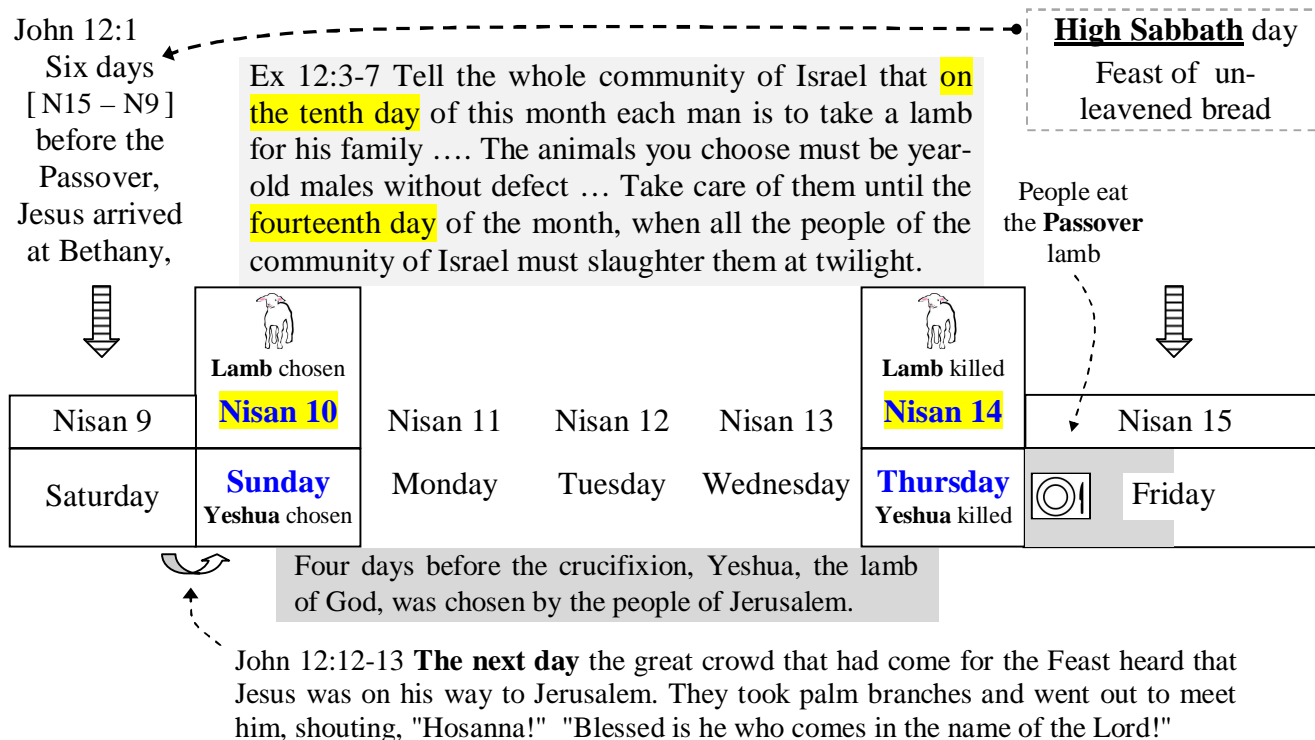 John 12:1
Six days
[ N15 – N9 ]
before the
Passover,
Jesus arrived
at Bethany,
Ex 12:3-7 Tell the whole community of Israel that on
the tenth day of this month each man is to take a lamb
for his family …. The animals you choose must be year-
old males without defect … Take care of them until the
fourteenth day of the month, when all the people of the
community of Israel must slaughter them at twilight.
High Sabbath day
Feast of un-
leavened bread
People eat
the Passover
lamb
Lamb chosen
Lamb killed
Nisan 9
Nisan 10
Nisan 11
Nisan 12
Nisan 13
Nisan 14
Nisan 15
Saturday
Sunday
Yeshua chosen
Monday
Tuesday
Wednesday
Thursday
Yeshua killed
Friday
Four days before the crucifixion, Yeshua, the lamb
of God, was chosen by the people of Jerusalem.
John 12:12-13 The next day the great crowd that had come for the Feast heard that
Jesus was on his way to Jerusalem. They took palm branches and went out to meet
him, shouting, "Hosanna!" "Blessed is he who comes in the name of the Lord!"